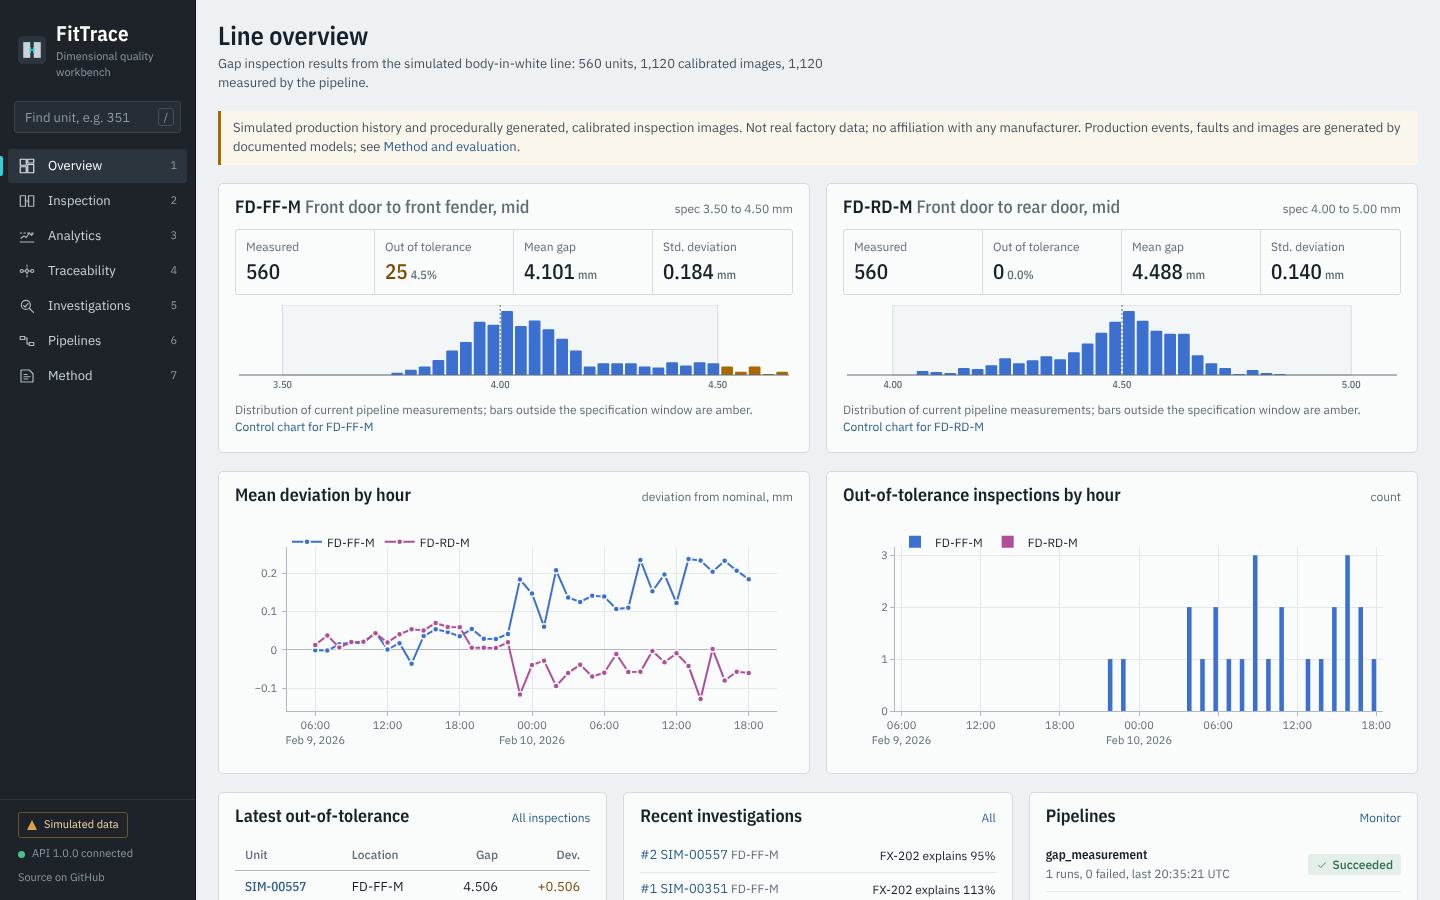 FitTrace
Dimensional quality
workbench
Find unit, e.g. 351 /
Overview 1
Inspection 2
Analytics 3
Traceability 4
Investigations 5
Pipelines 6
Method 7
Simulated data
API 1.0.0 connected
Source on GitHub
Line overview
Gap inspection results from the simulated body-in-white line: 560 units, 1,120 calibrated images, 1,120
measured by the pipeline.
Simulated production history and procedurally generated, calibrated inspection images. Not real factory data; no affiliation with any manufacturer. Production events, faults and images are generated by
documented models; see Method and evaluation.
FD-FF-M Front door to front fender, mid spec 3.50 to 4.50 mm
Measured Out of tolerance Mean gap Std. deviation
560 25 4.5% 4.101 mm 0.184 mm
3.50 4.00 4.50
Distribution of current pipeline measurements; bars outside the specification window are amber.
Control chart for FD-FF-M
FD-RD-M Front door to rear door, mid spec 4.00 to 5.00 mm
Measured Out of tolerance Mean gap Std. deviation
560 0 0.0% 4.488 mm 0.140 mm
4.00 4.50 5.00
Distribution of current pipeline measurements; bars outside the specification window are amber.
Control chart for FD-RD-M
Mean deviation by hour deviation from nominal, mm
FD-FF-M FD-RD-M
0.2
0.1
0
−0.1
06:00 12:00 18:00 00:00 06:00 12:00 18:00
Feb 9, 2026 Feb 10, 2026
Out-of-tolerance inspections by hour count
FD-FF-M FD-RD-M
3
2
1
0
06:00 12:00 18:00 00:00 06:00 12:00 18:00
Feb 9, 2026 Feb 10, 2026
Latest out-of-tolerance All inspections
Unit Location Gap Dev.
SIM-00557 FD-FF-M 4.506 +0.506
Recent investigations All
#2 SIM-00557 FD-FF-M FX-202 explains 95%
#1 SIM-00351 FD-FF-M FX-202 explains 113%
Pipelines Monitor
gap_measurement
1 runs, 0 failed, last 20:35:21 UTC
Succeeded